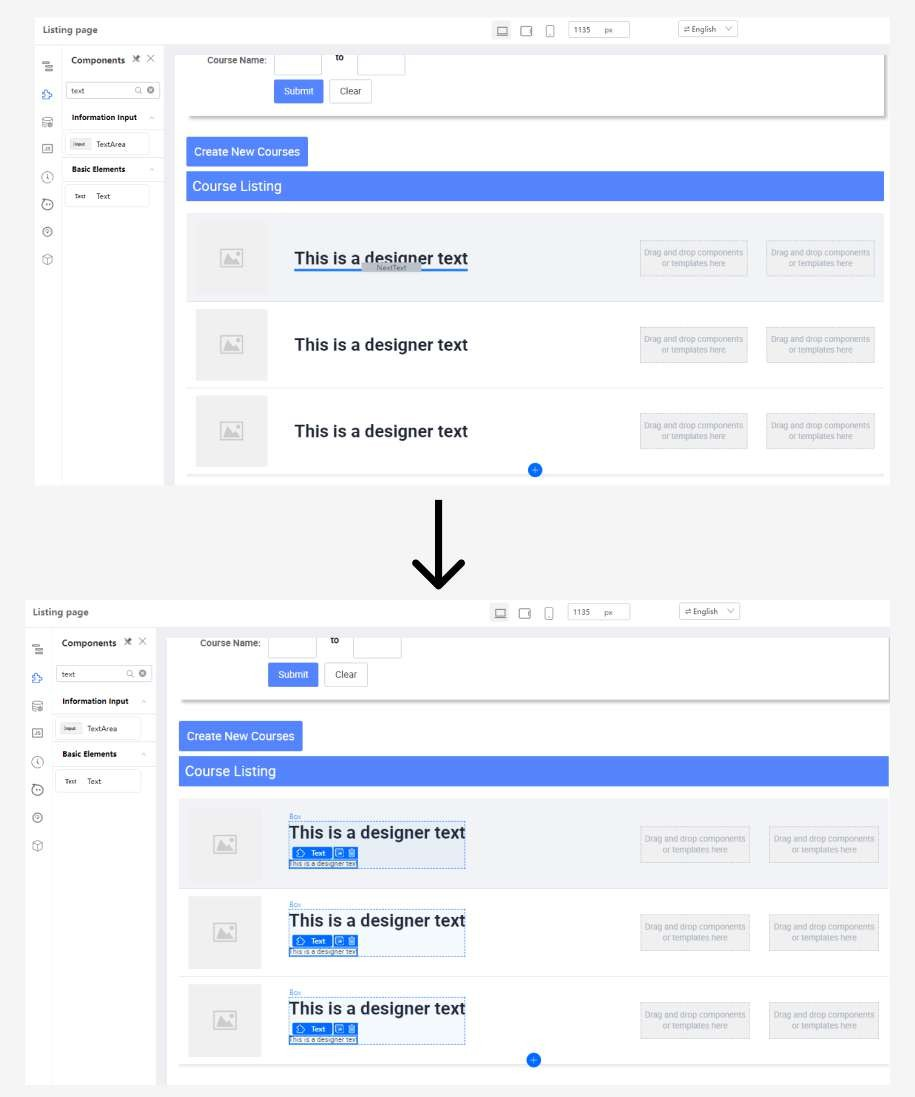 Listing page
1135 px
English
Components
Course Name:
to
text
Submit
Clear
Information Input
Input TextArea
Create New Courses
Basic Elements
Course Listing
Text Text
This is a designer text
NextText
Drag and drop components
or templates here
Drag and drop components
or templates here
This is a designer text
Drag and drop components
or templates here
Drag and drop components
or templates here
This is a designer text
Drag and drop components
or templates here
Drag and drop components
or templates here
Listing page
1135 px
English
Components
Course Name:
to
text
Submit
Clear
Information Input
Input TextArea
Create New Courses
Basic Elements
Course Listing
Text Text
Box
This is a designer text
Text
This is a designer text
Drag and drop components
or templates here
Drag and drop components
or templates here
Box
This is a designer text
Text
This is a designer text
Drag and drop components
or templates here
Drag and drop components
or templates here
Box
This is a designer text
Text
This is a designer text
Drag and drop components
or templates here
Drag and drop components
or templates here